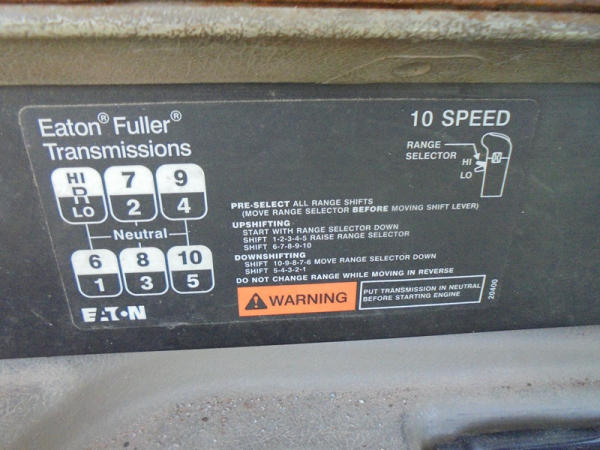 Eaton® Fuller®
Transmissions
10 SPEED
RANGE
SELECTOR
HI
LO
HI 7 9
R
LO 2 4
Neutral
6 8 10
1 3 5
EATON
PRE-SELECT ALL RANGE SHIFTS
(MOVE RANGE SELECTOR BEFORE MOVING SHIFT LEVER)
UPSHIFTING
START WITH RANGE SELECTOR DOWN
SHIFT 1-2-3-4-5 RAISE RANGE SELECTOR
SHIFT 6-7-8-9-10
DOWNSHIFTING
SHIFT 10-9-8-7-6 MOVE RANGE SELECTOR DOWN
SHIFT 5-4-3-2-1
DO NOT CHANGE RANGE WHILE MOVING IN REVERSE
WARNING
PUT TRANSMISSION IN NEUTRAL
BEFORE STARTING ENGINE
20400